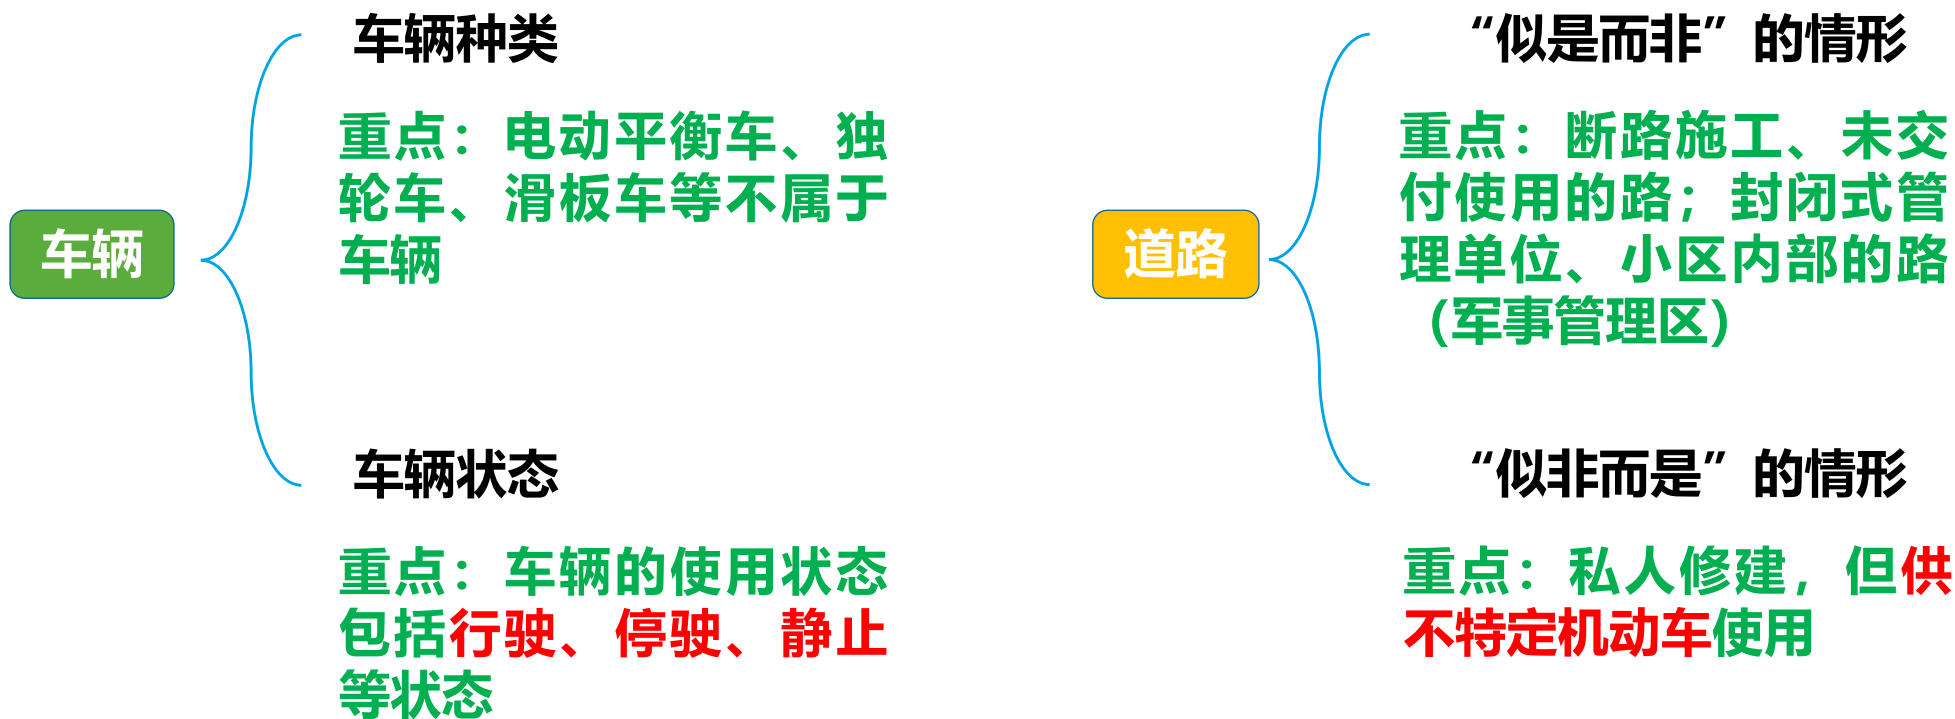 车辆
车辆种类
重点：电动平衡车、独
轮车、滑板车等不属于
车辆
车辆状态
重点：车辆的使用状态
包括行驶、停驶、静止
等状态
道路
“似是而非”的情形
重点：断路施工、未交
付使用的路；封闭式管
理单位、小区内部的路
（军事管理区）
“似非而是”的情形
重点：私人修建，但供
不特定机动车使用